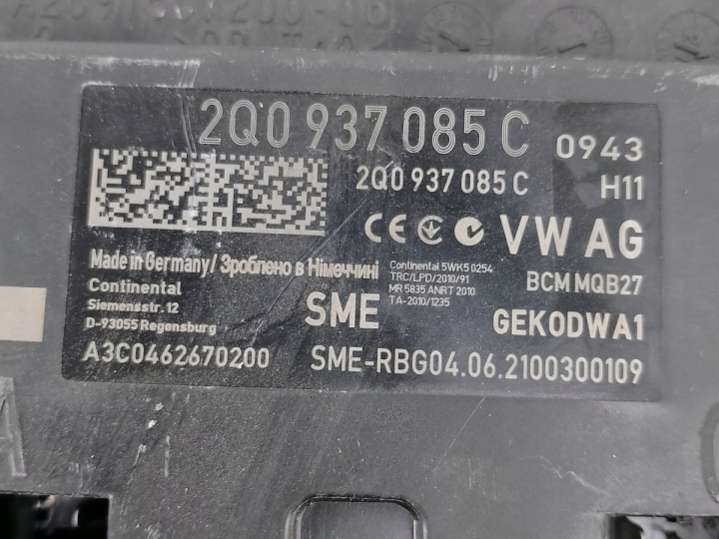 2Q0 937 085 C 0943
2Q0 937 085 C H11
CE VW AG
Made in Germany / Зроблено в Німеччині
Continental 5WK5 0254
TRC/LPD/2010/91
MR 5835 ANRT 2010
TA-2010/1235
BCM MQB27
Continental
Siemensstr. 12
D-93055 Regensburg
SME
GEK0DWA1
A3C0462670200 SME-RBG04.06.2100300109